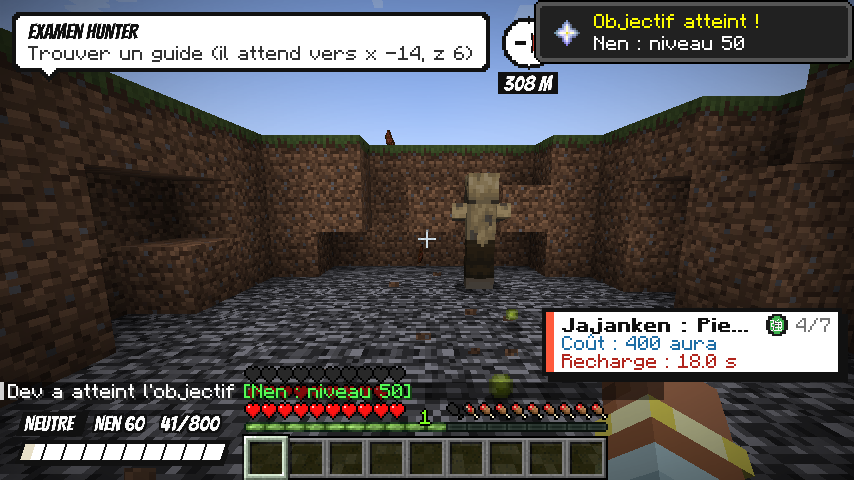 EXAMEN HUNTER
Trouver un guide (il attend vers x -14, z 6)
Objectif atteint !
Nen : niveau 50
308 M
Jajanken : Pie... 4/7
Coût : 400 aura
Recharge : 18.0 s
Dev a atteint l'objectif [Nen : niveau 50]
NEUTRE NEN 60 41/800
1